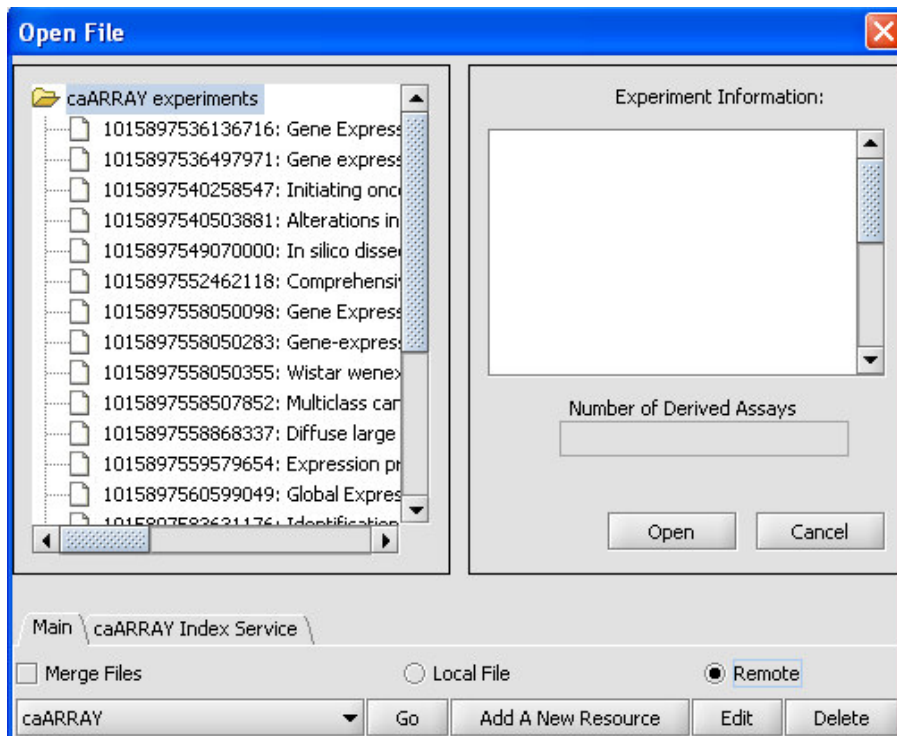 Open File
caARRAY experiments
1015897536136716: Gene Express
1015897536497971: Gene express
1015897540258547: Initiating onc
1015897540503881: Alterations in
1015897549070000: In silico disse
1015897552462118: Comprehensi
1015897558050098: Gene Express
1015897558050283: Gene-express
1015897558050355: Wistar wenex
1015897558507852: Multiclass can
1015897558868337: Diffuse large
1015897559579654: Expression pr
1015897560599049: Global Expres
1015897583631176: Identification
Experiment Information:
Number of Derived Assays
Open Cancel
Main caARRAY Index Service
Merge Files Local File Remote
caARRAY Go Add A New Resource Edit Delete